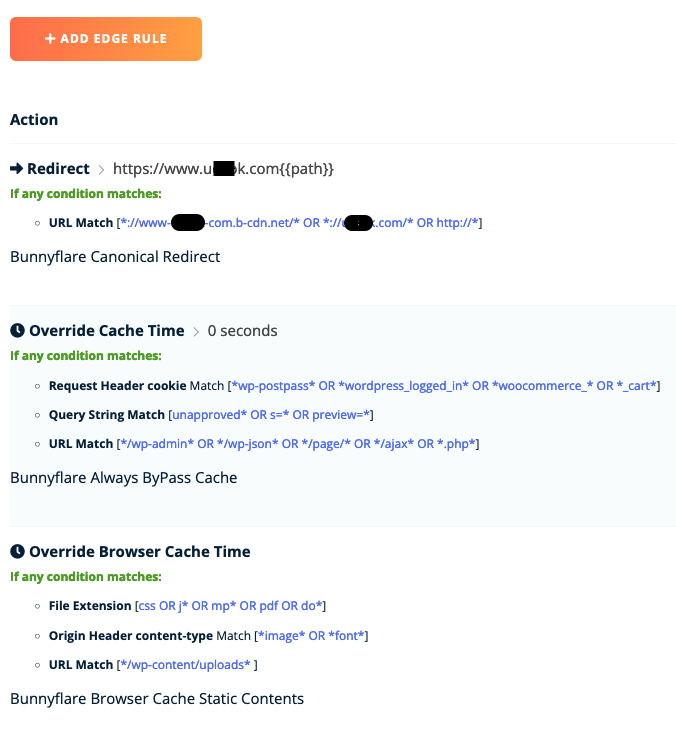 + ADD EDGE RULE
Action
Redirect > https://www.u k.com{{path}}
If any condition matches:
URL Match [*://www- -com.b-cdn.net/* OR *:// .com/* OR http://*]
Bunnyflare Canonical Redirect
Override Cache Time > 0 seconds
If any condition matches:
Request Header cookie Match [*wp-postpass* OR *wordpress_logged_in* OR *woocommerce_* OR *_cart*]
Query String Match [unapproved* OR s=* OR preview=*]
URL Match [*/wp-admin* OR */wp-json* OR */page/* OR */ajax* OR *.php*]
Bunnyflare Always ByPass Cache
Override Browser Cache Time
If any condition matches:
File Extension [css OR j* OR mp* OR pdf OR do*]
Origin Header content-type Match [*image* OR *font*]
URL Match [*/wp-content/uploads* ]
Bunnyflare Browser Cache Static Contents